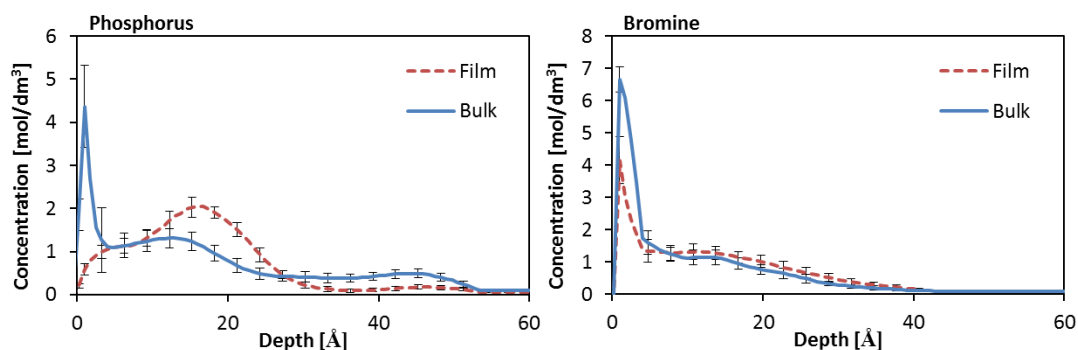 Phosphorus
6
5
4
3
2
1
0
Concentration [mol/dm³]
0 20 40 60
Depth [Å]
Film
Bulk
Bromine
8
7
6
5
4
3
2
1
0
Concentration [mol/dm³]
0 20 40 60
Depth [Å]
Film
Bulk